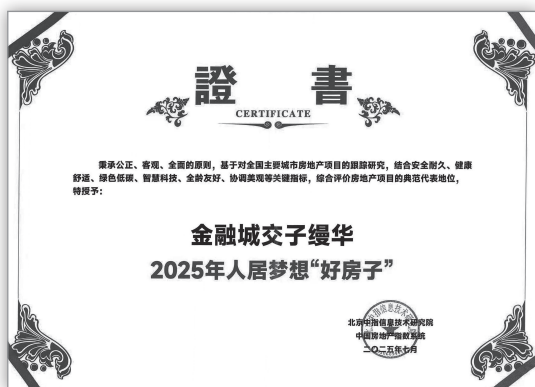 證 書
CERTIFICATE
秉承公正、客观、全面的原则，基于对全国主要城市房地产项目的跟踪研究，结合安全耐久、健康
舒适、绿色低碳、智慧科技、全龄友好、协调美观等关键指标，综合评价房地产项目的典范代表地位，
特授予：
金融城交子缦华
2025年人居梦想“好房子”
北京中指信息技术研究院
中国房地产指数系统
二〇二五年七月